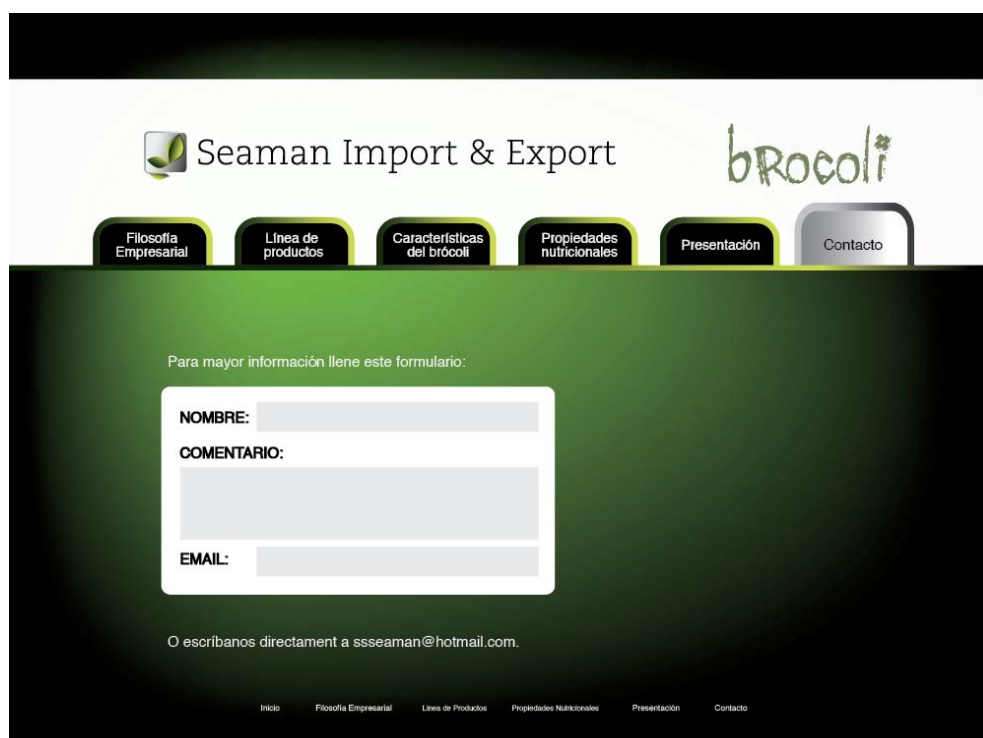 Seaman Import & Export
bRocoli
Filosofía
Empresarial
Línea de
productos
Características
del brócoli
Propiedades
nutricionales
Presentación
Contacto
Para mayor información llene este formulario:
NOMBRE:
COMENTARIO:
EMAIL:
O escríbanos directament a ssseaman@hotmail.com.
Inicio Filosofía Empresarial Linea de Productos Propiedades Nutricionales Presentación Contacto